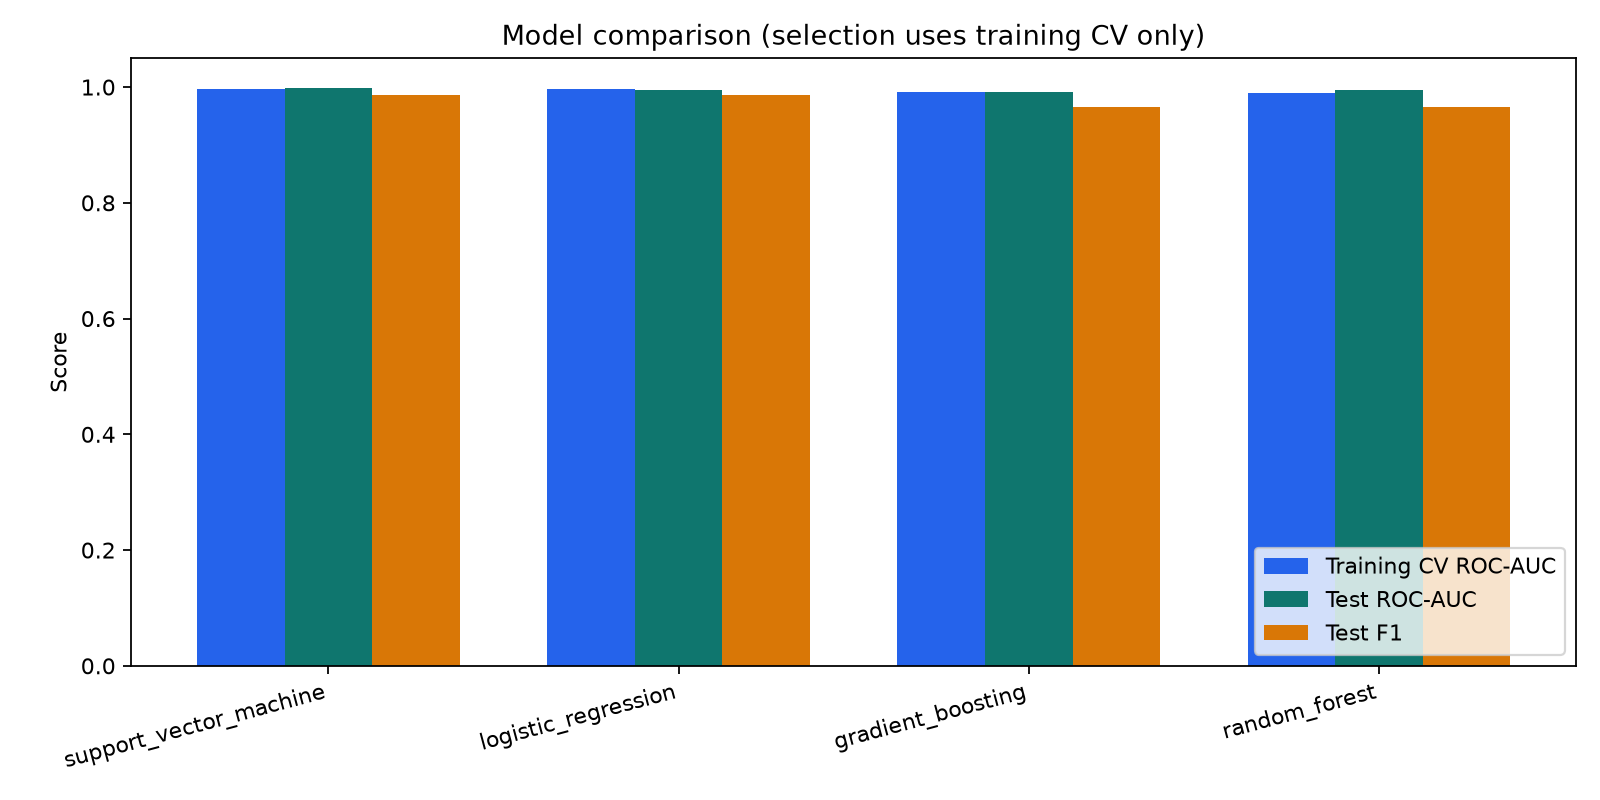 Model comparison (selection uses training CV only)
1.0
0.8
0.6
0.4
0.2
0.0
Score
Training CV ROC-AUC
Test ROC-AUC
Test F1
support_vector_machine
logistic_regression
gradient_boosting
random_forest